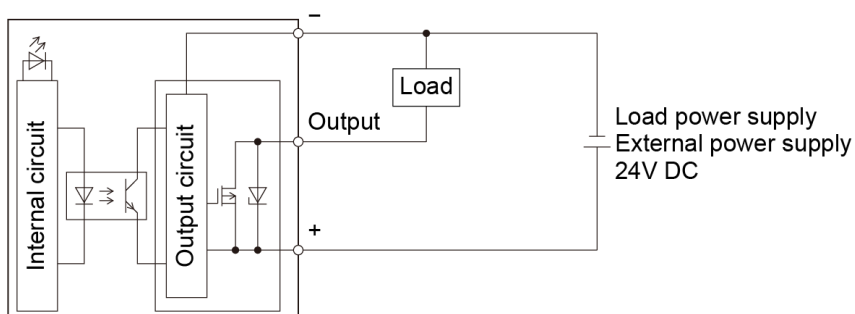 −
Load
Output
Load power supply
External power supply
24V DC
Internal circuit
Output circuit
+